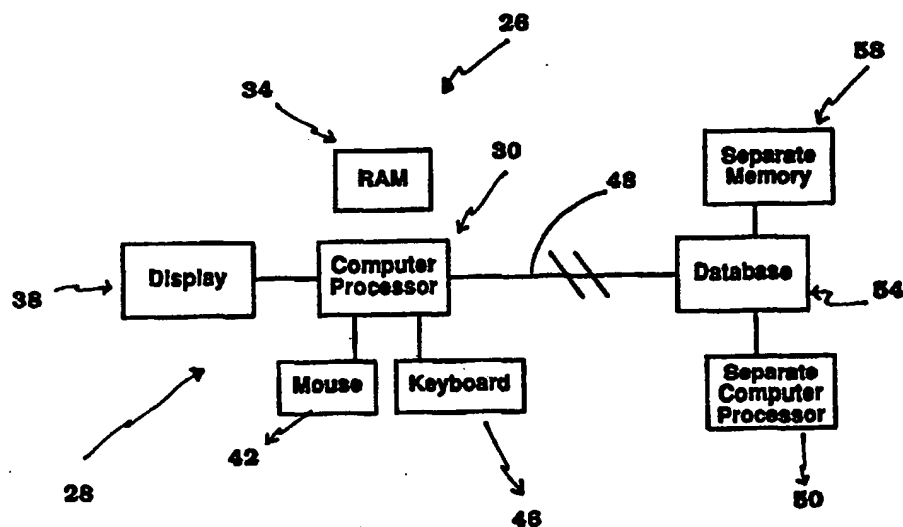 26
58
34
RAM
30
Separate
Memory
48
Display
Computer
Processor
Database
38
54
Mouse
Keyboard
Separate
Computer
Processor
42
28
46
50